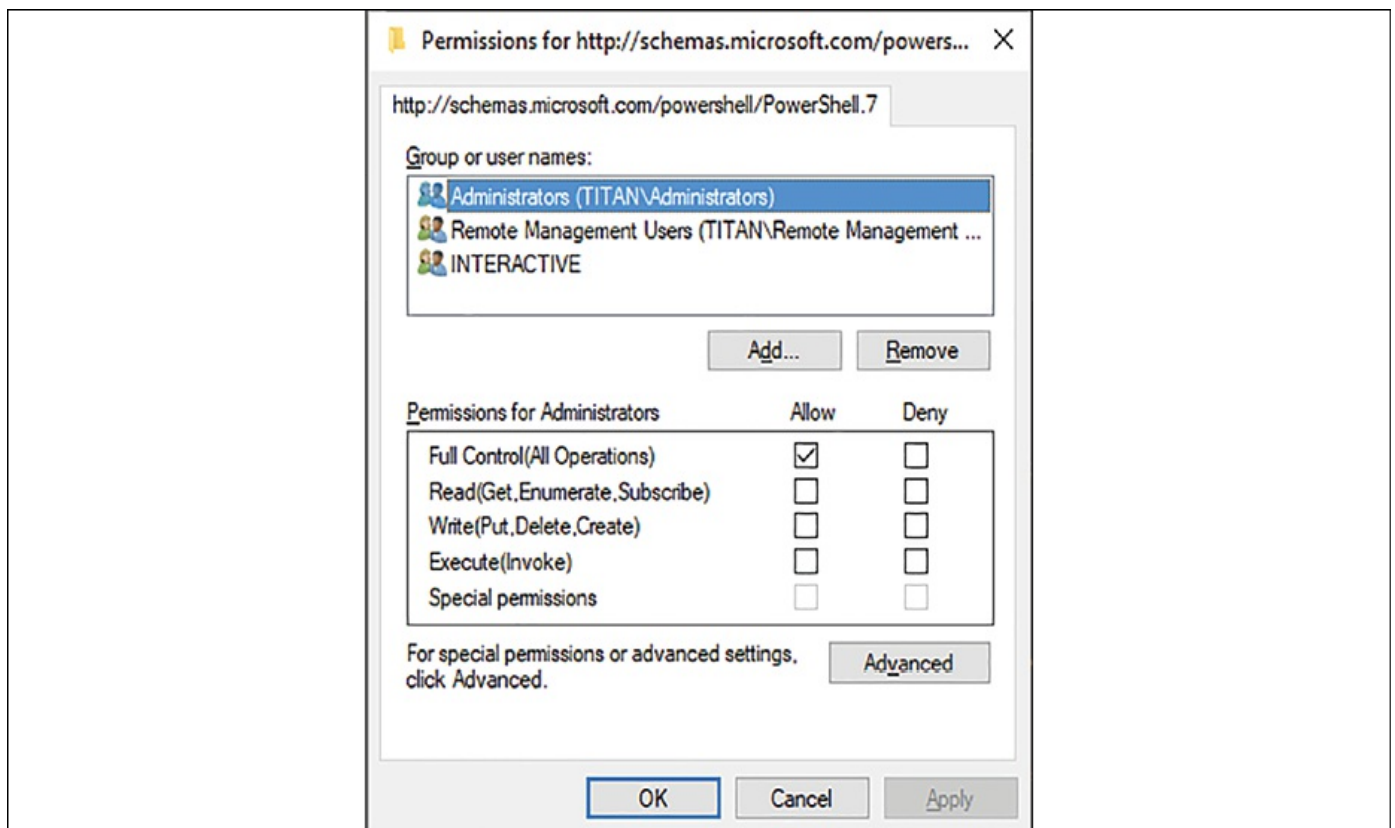 Permissions for http://schemas.microsoft.com/powers...
http://schemas.microsoft.com/powershell/PowerShell.7
Group or user names:
Administrators (TITAN\Administrators)
Remote Management Users (TITAN\Remote Management ...
INTERACTIVE
Add... Remove
Permissions for Administrators Allow Deny
Full Control(All Operations)
Read(Get,Enumerate,Subscribe)
Write(Put,Delete,Create)
Execute(Invoke)
Special permissions
For special permissions or advanced settings,
click Advanced.
Advanced
OK Cancel Apply